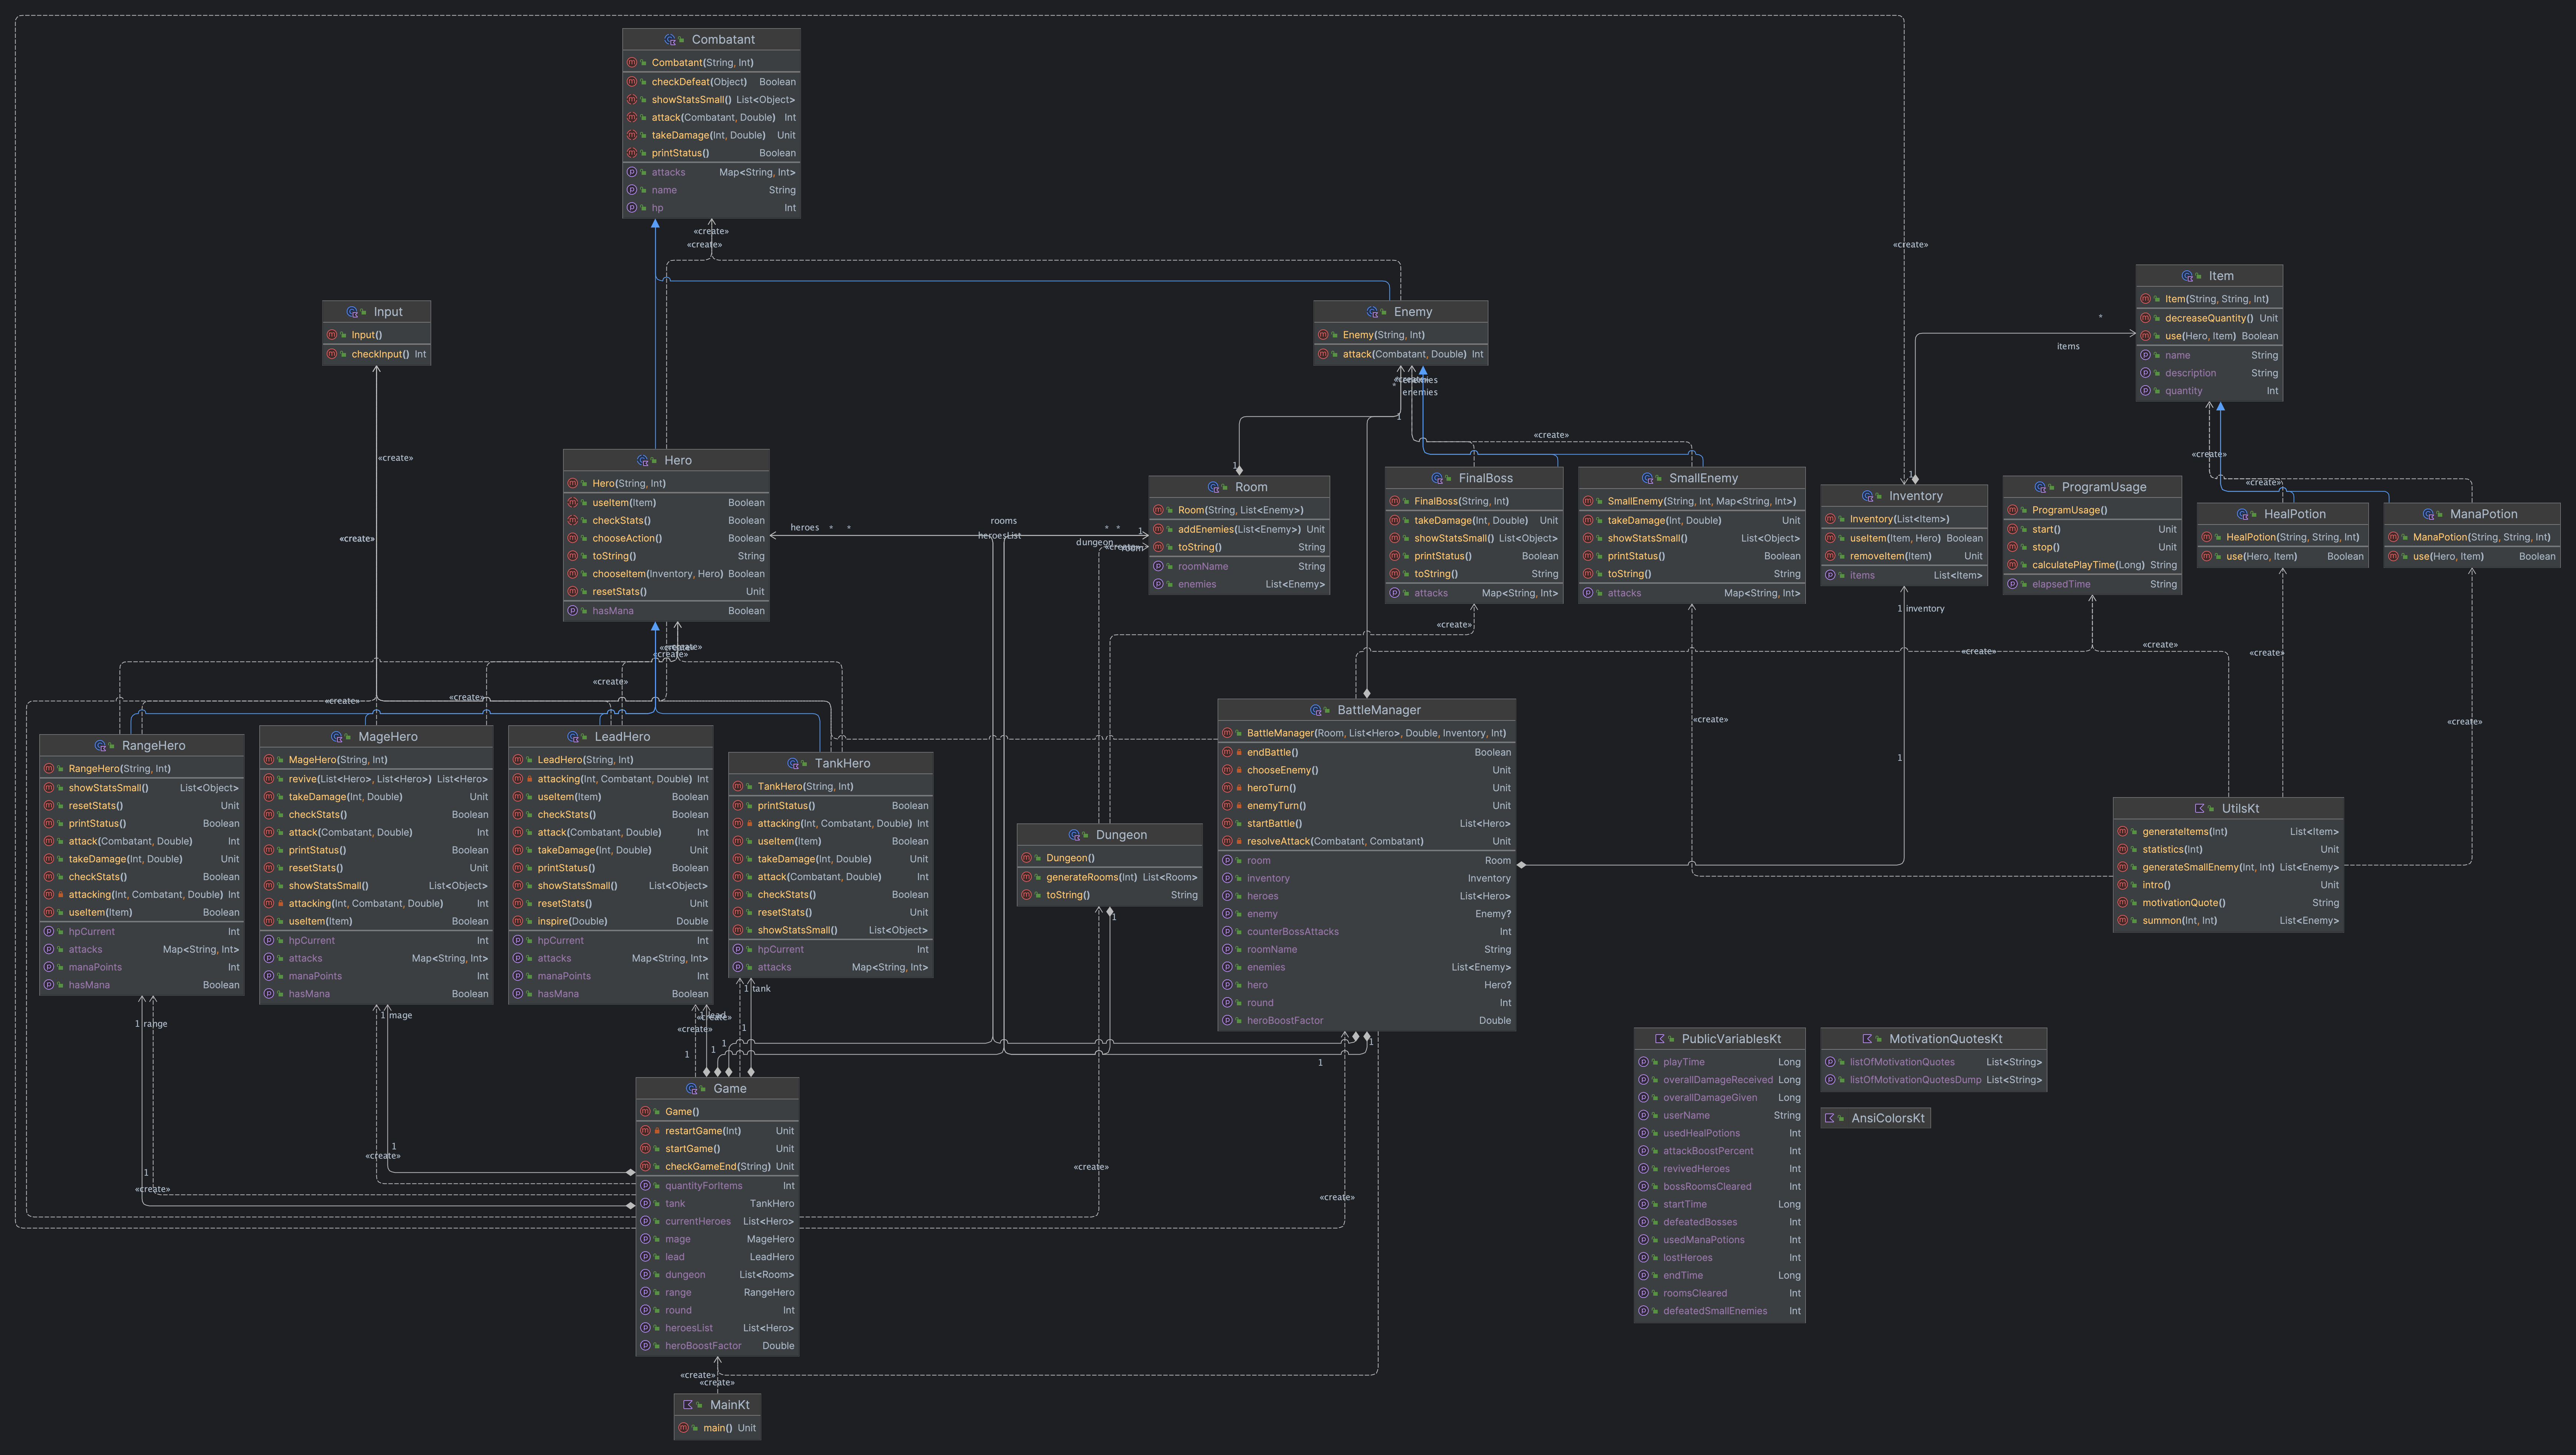 Combatant
Combatant(String, Int)
checkDefeat(Object) Boolean
showStatsSmall() List<Object>
attack(Combatant, Double) Int
takeDamage(Int, Double) Unit
printStatus() Boolean
attacks Map<String, Int>
name String
hp Int
«create»
«create»
«create»
Item
Item(String, String, Int)
decreaseQuantity() Unit
use(Hero, Item) Boolean
name String
description String
quantity Int
Input
Input()
checkInput() Int
Enemy
Enemy(String, Int)
attack(Combatant, Double) Int
*
items
enemies
1
«create»
«create»
«create»
«create»
«create»
Hero
Hero(String, Int)
useItem(Item) Boolean
checkStats() Boolean
chooseAction() Boolean
toString() String
chooseItem(Inventory, Hero) Boolean
resetStats() Unit
hasMana Boolean
heroes * *
rooms
heroesList
* *
dungeon
1
Room
Room(String, List<Enemy>)
addEnemies(List<Enemy>) Unit
toString() String
roomName String
enemies List<Enemy>
FinalBoss
FinalBoss(String, Int)
takeDamage(Int, Double) Unit
showStatsSmall() List<Object>
printStatus() Boolean
toString() String
attacks Map<String, Int>
SmallEnemy
SmallEnemy(String, Int, Map<String, Int>)
takeDamage(Int, Double) Unit
showStatsSmall() List<Object>
printStatus() Boolean
toString() String
attacks Map<String, Int>
Inventory
Inventory(List<Item>)
useItem(Item, Hero) Boolean
removeItem(Item) Unit
items List<Item>
ProgramUsage
ProgramUsage()
start() Unit
stop() Unit
calculatePlayTime(Long) String
elapsedTime String
HealPotion
HealPotion(String, String, Int)
use(Hero, Item) Boolean
ManaPotion
ManaPotion(String, String, Int)
use(Hero, Item) Boolean
1 inventory
«create»
«create»
«create»
«create»
«create»
«create»
«create»
«create»
«create»
«create»
1
RangeHero
RangeHero(String, Int)
showStatsSmall() List<Object>
resetStats() Unit
printStatus() Boolean
attack(Combatant, Double) Int
takeDamage(Int, Double) Unit
checkStats() Boolean
attacking(Int, Combatant, Double) Int
useItem(Item) Boolean
hpCurrent Int
attacks Map<String, Int>
manaPoints Int
hasMana Boolean
MageHero
MageHero(String, Int)
revive(List<Hero>, List<Hero>) List<Hero>
takeDamage(Int, Double) Unit
checkStats() Boolean
attack(Combatant, Double) Int
printStatus() Boolean
resetStats() Unit
showStatsSmall() List<Object>
attacking(Int, Combatant, Double) Int
useItem(Item) Boolean
hpCurrent Int
attacks Map<String, Int>
manaPoints Int
hasMana Boolean
LeadHero
LeadHero(String, Int)
attacking(Int, Combatant, Double) Int
useItem(Item) Boolean
checkStats() Boolean
attack(Combatant, Double) Int
takeDamage(Int, Double) Unit
printStatus() Boolean
showStatsSmall() List<Object>
resetStats() Unit
inspire(Double) Double
hpCurrent Int
attacks Map<String, Int>
manaPoints Int
hasMana Boolean
TankHero
TankHero(String, Int)
printStatus() Boolean
attacking(Int, Combatant, Double) Int
useItem(Item) Boolean
takeDamage(Int, Double) Unit
attack(Combatant, Double) Int
checkStats() Boolean
resetStats() Unit
showStatsSmall() List<Object>
hpCurrent Int
attacks Map<String, Int>
Dungeon
Dungeon()
generateRooms(Int) List<Room>
toString() String
BattleManager
BattleManager(Room, List<Hero>, Double, Inventory, Int)
endBattle() Boolean
chooseEnemy() Unit
heroTurn() Unit
enemyTurn() Unit
startBattle() List<Hero>
resolveAttack(Combatant, Combatant) Unit
room Room
inventory Inventory
heroes List<Hero>
enemy Enemy?
counterBossAttacks Int
roomName String
enemies List<Enemy>
hero Hero?
round Int
heroBoostFactor Double
UtilsKt
generateItems(Int) List<Item>
statistics(Int) Unit
generateSmallEnemy(Int, Int) List<Enemy>
intro() Unit
motivationQuote() String
summon(Int, Int) List<Enemy>
1 range
1 mage
1 tank
«create»
1
1
1
1
1
1
1
1
1
«create»
«create»
«create»
«create»
Game
Game()
restartGame(Int) Unit
startGame() Unit
checkGameEnd(String) Unit
quantityForItems Int
tank TankHero
currentHeroes List<Hero>
mage MageHero
lead LeadHero
dungeon List<Room>
range RangeHero
round Int
heroesList List<Hero>
heroBoostFactor Double
«create»
«create»
MainKt
main() Unit
PublicVariablesKt
playTime Long
overallDamageReceived Long
overallDamageGiven Long
userName String
usedHealPotions Int
attackBoostPercent Int
revivedHeroes Int
bossRoomsCleared Int
startTime Long
defeatedBosses Int
usedManaPotions Int
lostHeroes Int
endTime Long
roomsCleared Int
defeatedSmallEnemies Int
MotivationQuotesKt
listOfMotivationQuotes List<String>
listOfMotivationQuotesDump List<String>
AnsiColorsKt